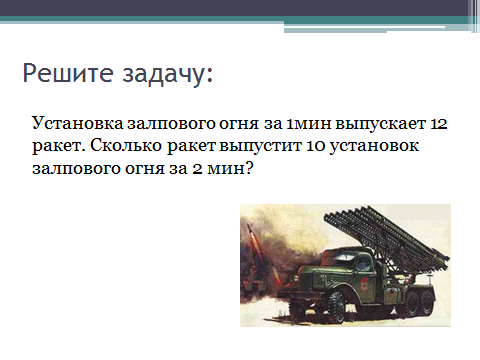 Решите задачу:
Установка залпового огня за 1мин выпускает 12
ракет. Сколько ракет выпустит 10 установок
залпового огня за 2 мин?